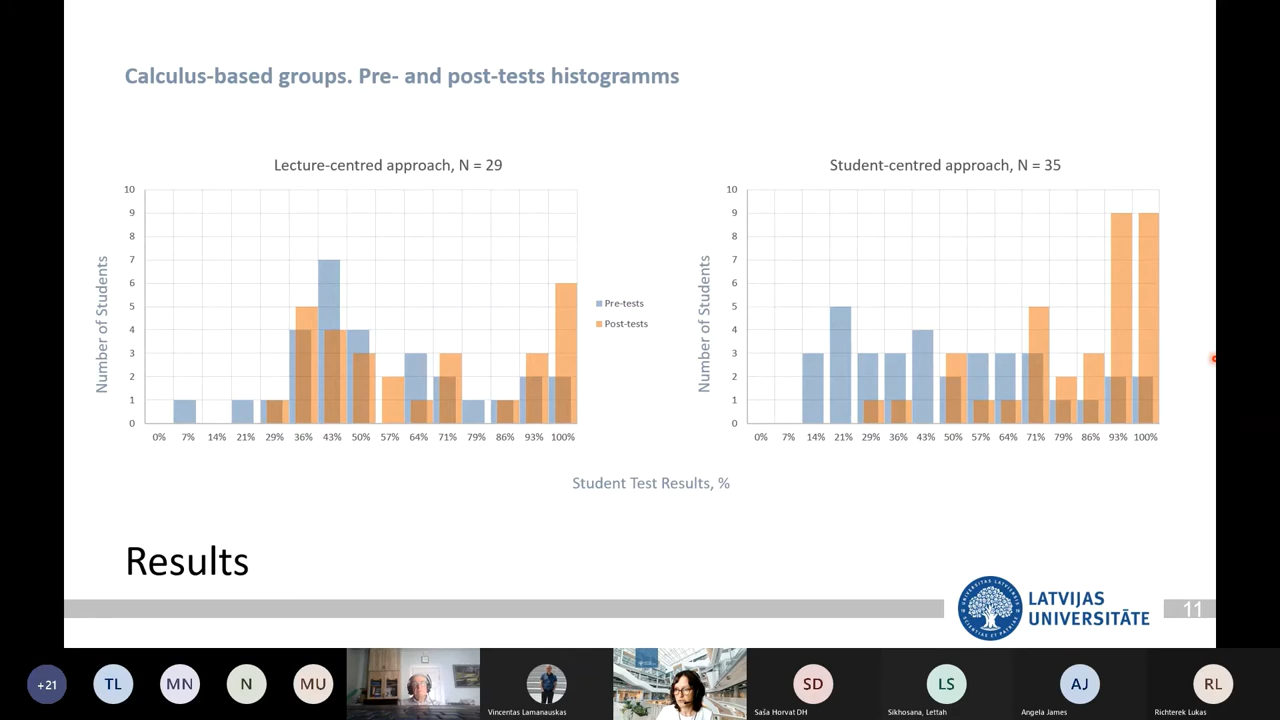 Calculus-based groups. Pre- and post-tests histogramms
Lecture-centred approach, N = 29
Number of Students
10
9
8
7
6
5
4
3
2
1
0
0% 7% 14% 21% 29% 36% 43% 50% 57% 64% 71% 79% 86% 93% 100%
Pre-tests
Post-tests
Student-centred approach, N = 35
Number of Students
10
9
8
7
6
5
4
3
2
1
0
0% 7% 14% 21% 29% 36% 43% 50% 57% 64% 71% 79% 86% 93% 100%
Student Test Results, %
Results
LATVIJAS
UNIVERSITĀTE
11
+21
TL
MN
N
MU
Vincentas Lamanauskas
SD
Saša Horvat DH
LS
Sikhosana, Lettah
AJ
Angela James
RL
Richterek Lukas